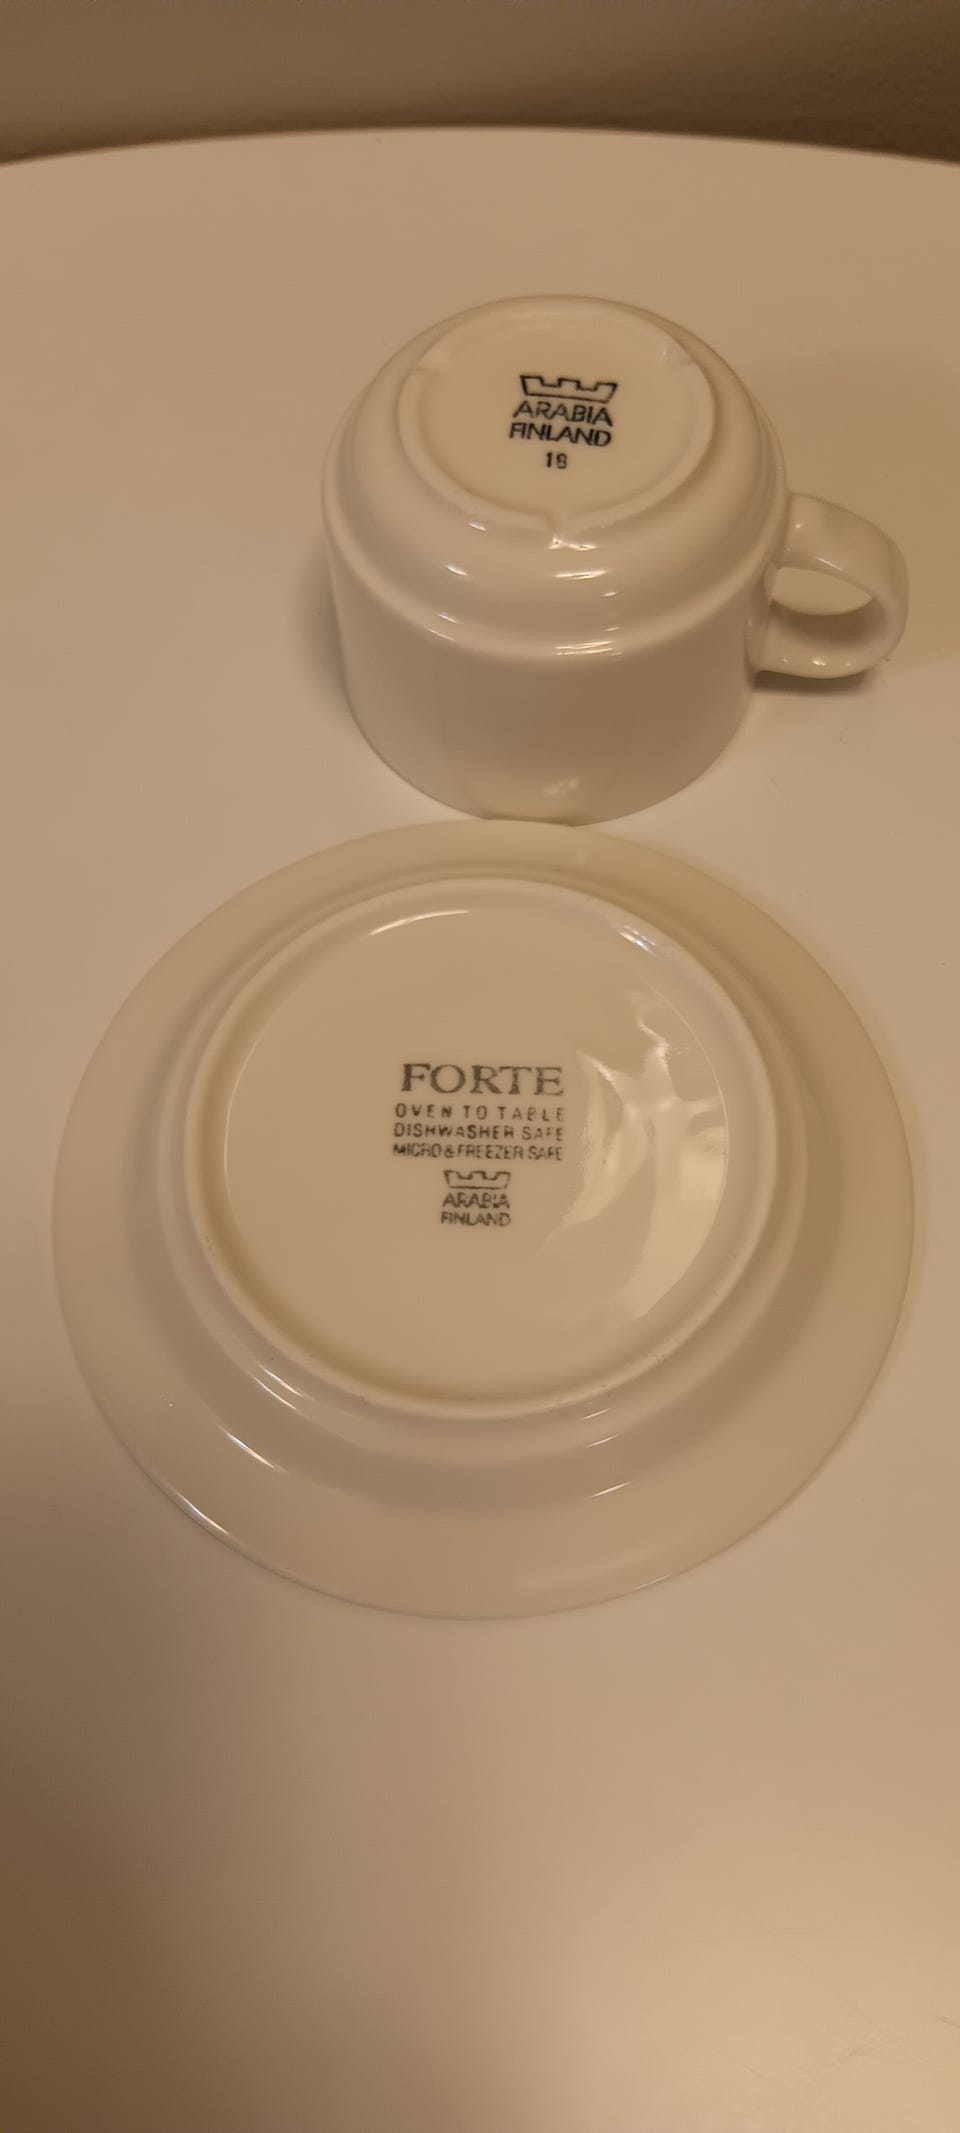 ARABIA
FINLAND
18
FORTE
OVEN TO TABLE
DISHWASHER SAFE
MICRO & FREEZER SAFE
ARABIA
FINLAND